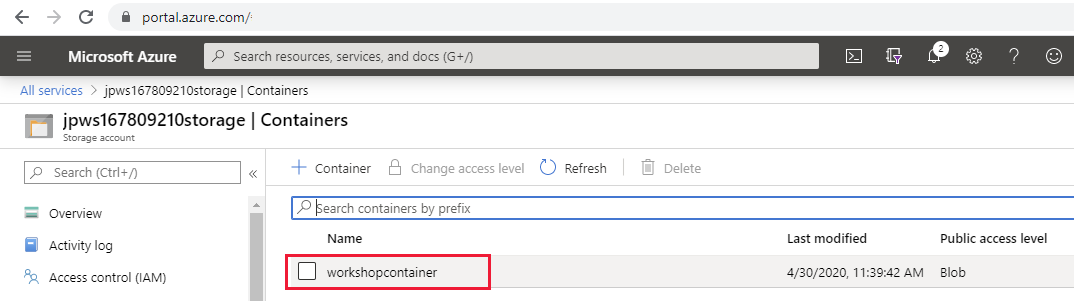 portal.azure.com/
Microsoft Azure
Search resources, services, and docs (G+/)
2
All services > jpws167809210storage | Containers
jpws167809210storage | Containers
Storage account
Search (Ctrl+/)
«
+ Container
Change access level
Refresh
Delete
Search containers by prefix
Overview
Activity log
Access control (IAM)
Name Last modified Public access level
workshopcontainer 4/30/2020, 11:39:42 AM Blob